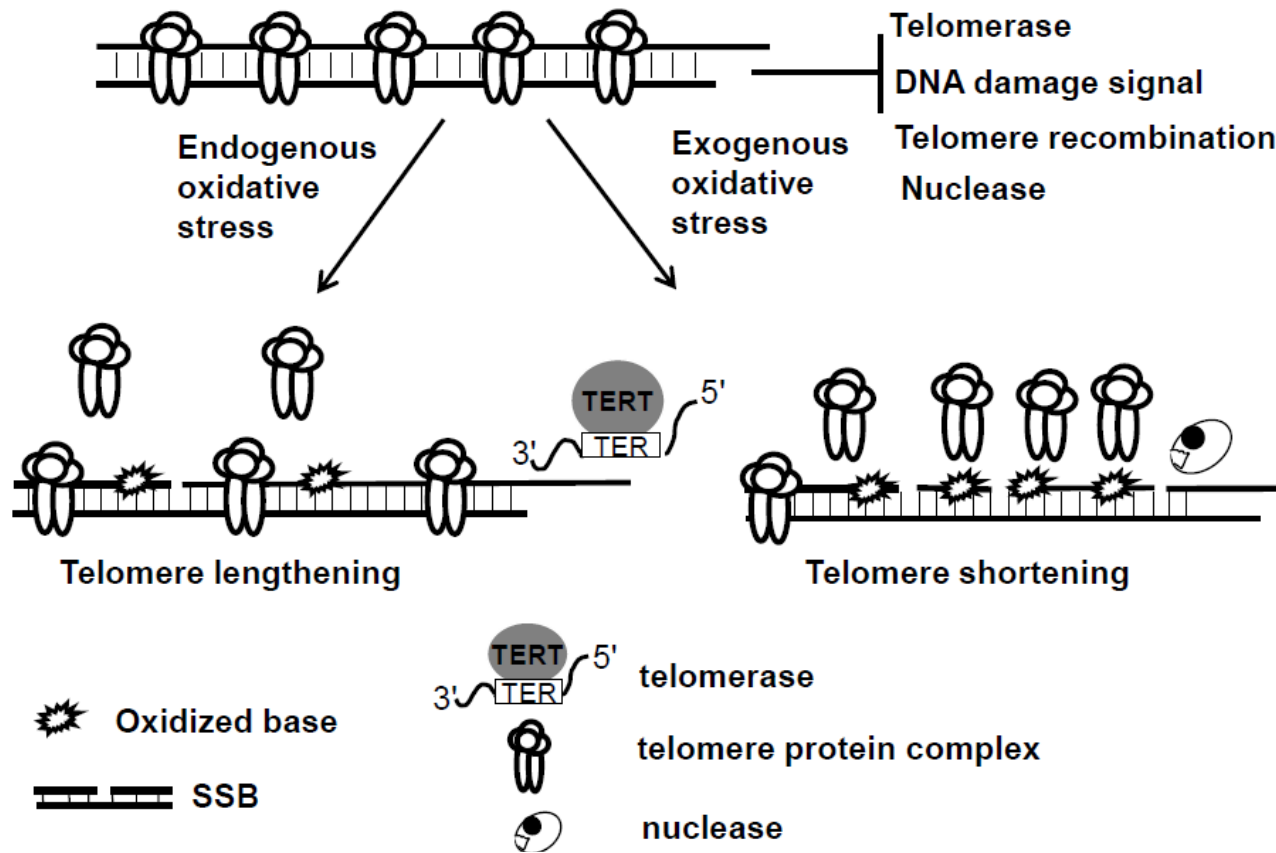 Telomerase
DNA damage signal
Telomere recombination
Nuclease
Endogenous
oxidative
stress
Exogenous
oxidative
stress
TERT
5'
3'
TER
Telomere lengthening
Telomere shortening
TERT
5'
3'
TER
telomerase
Oxidized base
telomere protein complex
SSB
nuclease